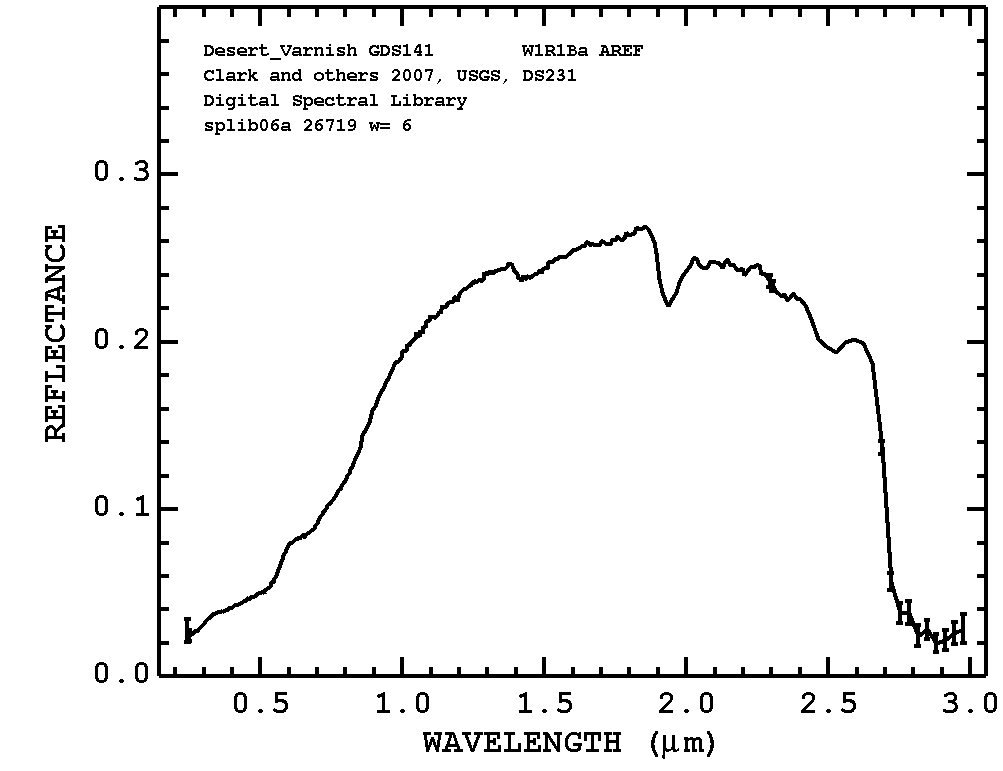 Desert_Varnish GDS141 W1R1Ba AREF
Clark and others 2007, USGS, DS231
Digital Spectral Library
splib06a 26719 w= 6
0.3
0.2
0.1
0.0
REFLECTANCE
0.5 1.0 1.5 2.0 2.5 3.0
WAVELENGTH (μm)